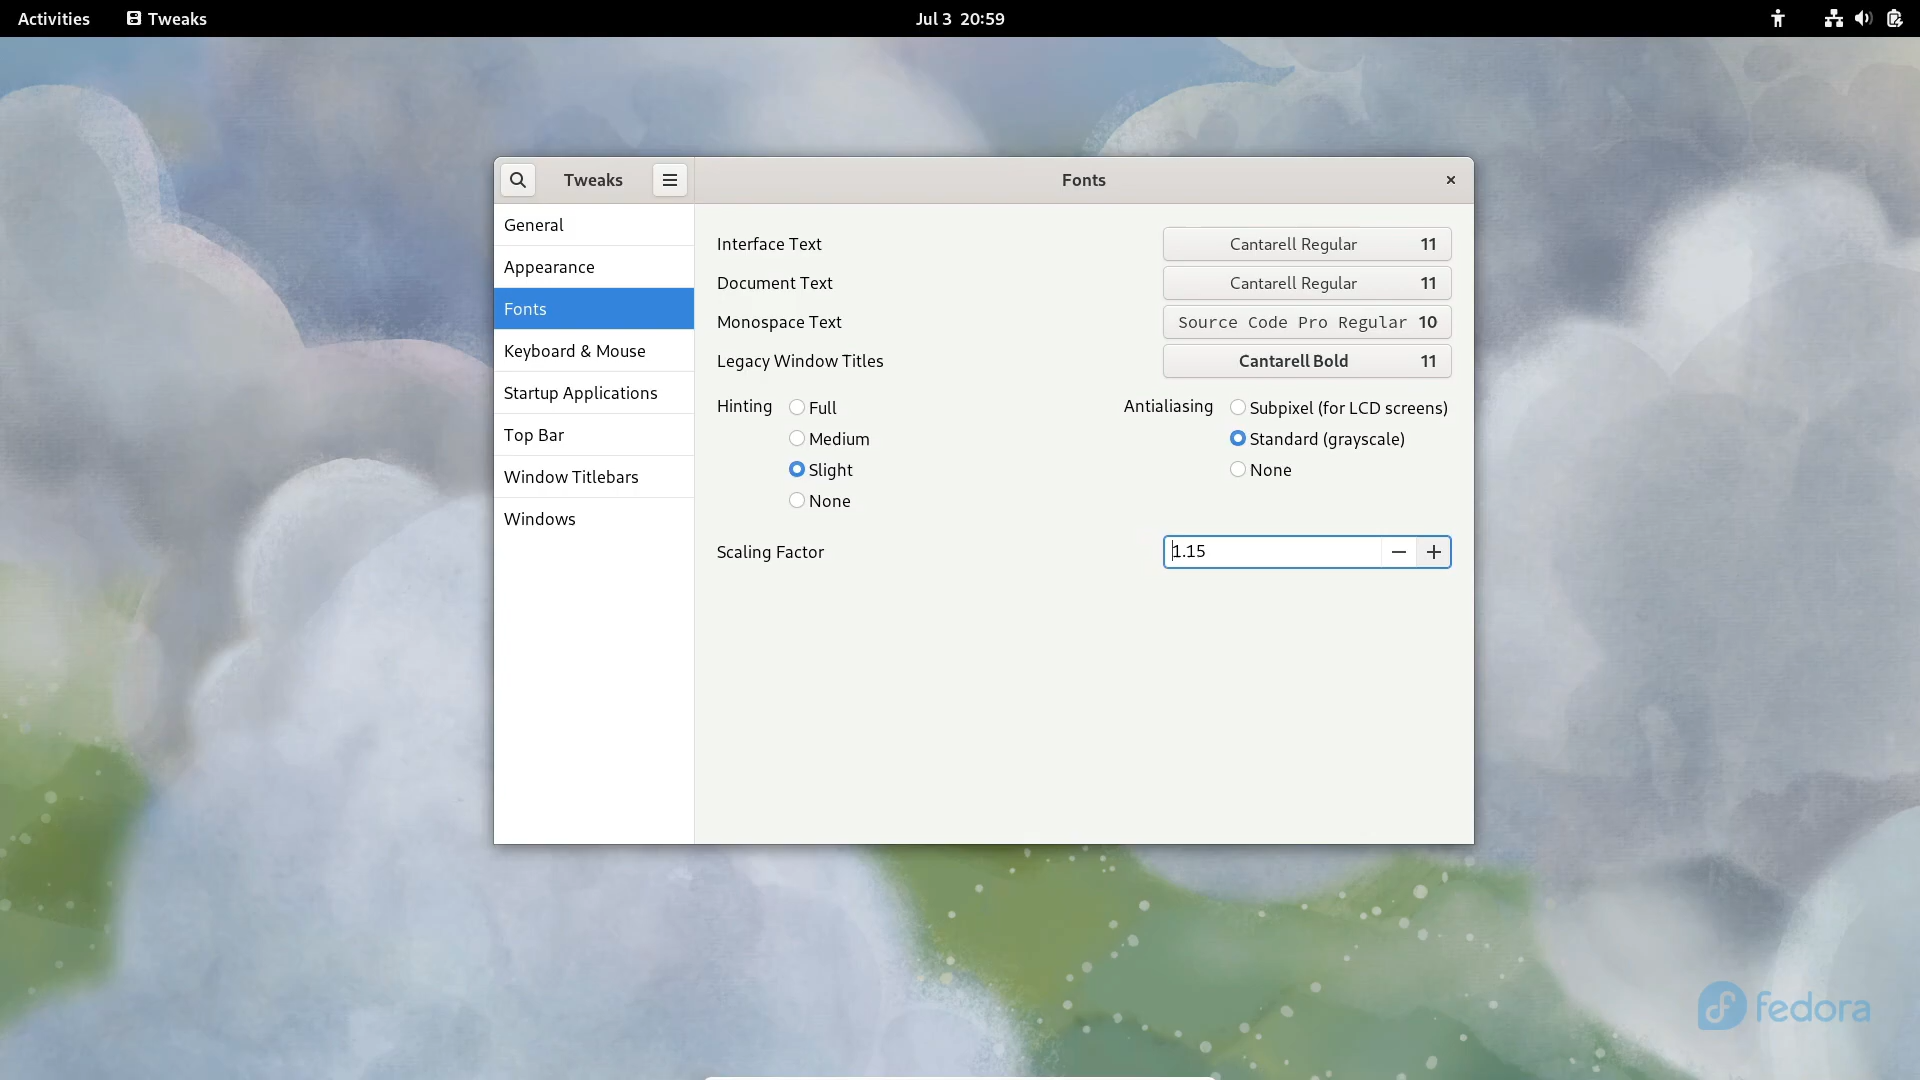 Activities Tweaks Jul 3 20:59
Tweaks Fonts
General
Appearance
Fonts
Keyboard & Mouse
Startup Applications
Top Bar
Window Titlebars
Windows
Interface Text Cantarell Regular 11
Document Text Cantarell Regular 11
Monospace Text Source Code Pro Regular 10
Legacy Window Titles Cantarell Bold 11
Hinting Full
Medium
Slight
None
Antialiasing Subpixel (for LCD screens)
Standard (grayscale)
None
Scaling Factor 1.15
fedora